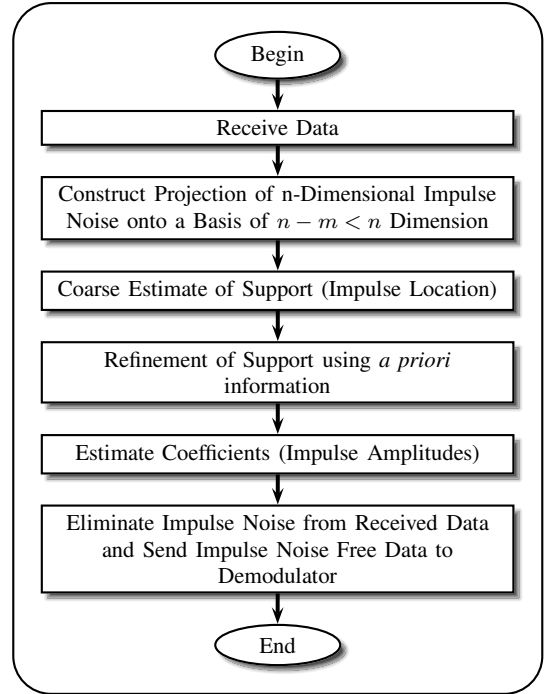 Begin
Receive Data
Construct Projection of n-Dimensional Impulse
Noise onto a Basis of n − m < n Dimension
Coarse Estimate of Support (Impulse Location)
Refinement of Support using a priori
information
Estimate Coefficients (Impulse Amplitudes)
Eliminate Impulse Noise from Received Data
and Send Impulse Noise Free Data to
Demodulator
End